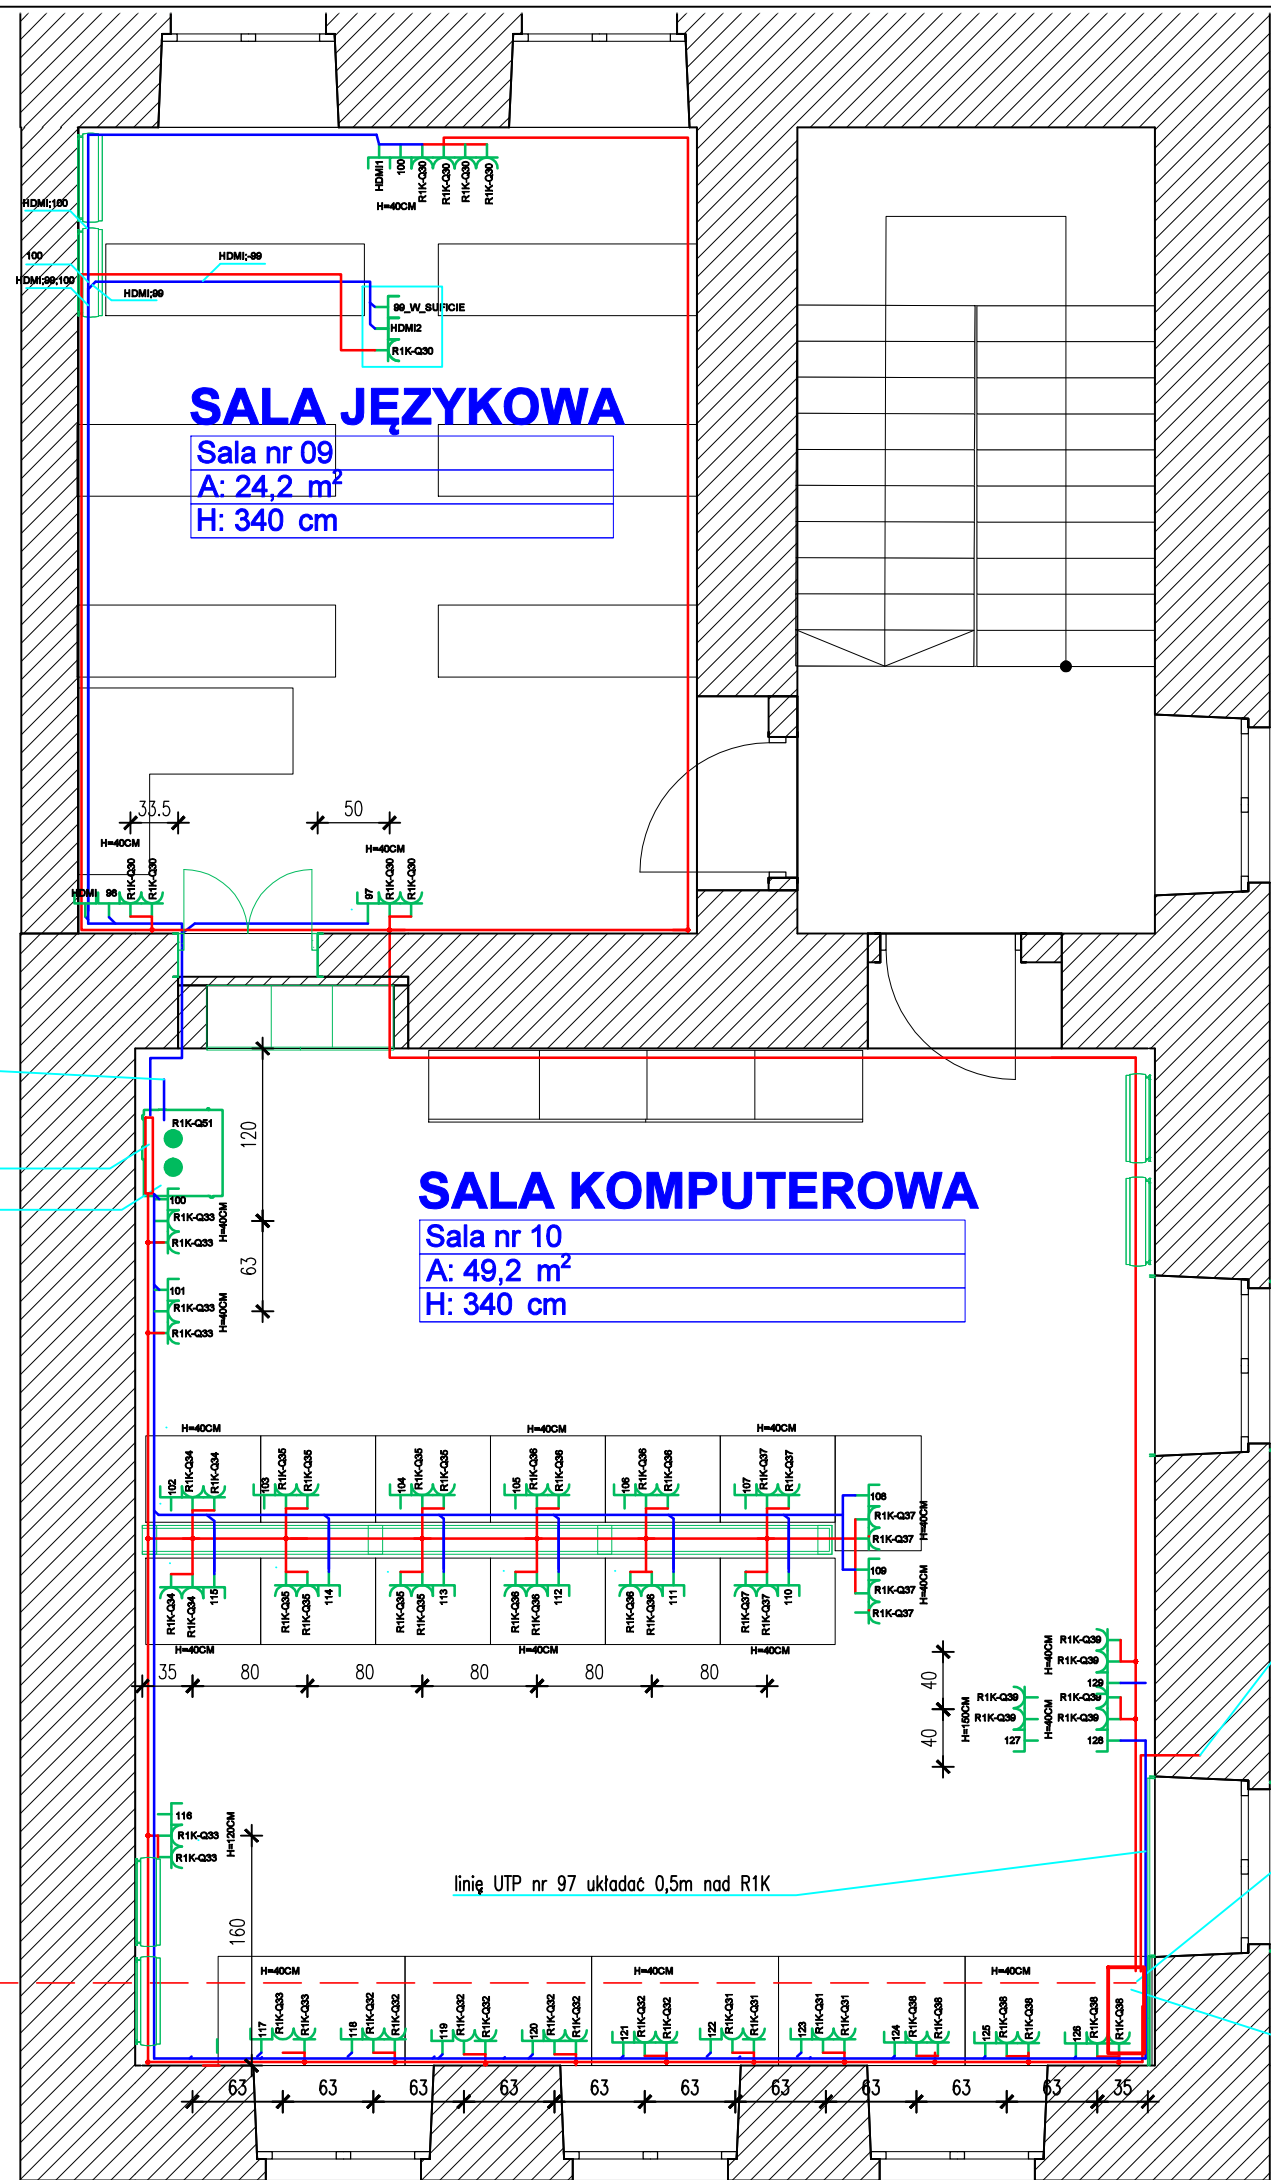 HDMI1
100
R1K-Q30
R1K-Q30
R1K-Q30
R1K-Q30
H=40CM
HDMI;100
100
HDMI;-99
HDMI;99;100
HDMI;99
99_W_SUFICIE
HDMI2
R1K-Q30
SALA JĘZYKOWA
Sala nr 09
A: 24,2 m²
H: 340 cm
33.5
50
H=40CM
H=40CM
HDMI
98
R1K-Q30
R1K-Q30
97
R1K-Q30
R1K-Q30
R1K-Q51
120
100
R1K-Q33
R1K-Q33
H=40CM
63
101
R1K-Q33
R1K-Q33
H=40CM
SALA KOMPUTEROWA
Sala nr 10
A: 49,2 m²
H: 340 cm
H=40CM
H=40CM
H=40CM
102
R1K-Q34
R1K-Q34
103
R1K-Q35
R1K-Q35
104
R1K-Q35
R1K-Q35
105
R1K-Q36
R1K-Q36
106
R1K-Q36
R1K-Q36
107
R1K-Q37
R1K-Q37
108
R1K-Q37
R1K-Q37
H=40CM
109
R1K-Q37
R1K-Q37
H=40CM
R1K-Q34
R1K-Q34
115
R1K-Q35
R1K-Q35
114
R1K-Q35
R1K-Q35
113
R1K-Q36
R1K-Q36
112
R1K-Q36
R1K-Q36
111
R1K-Q37
R1K-Q37
110
H=40CM
H=40CM
H=40CM
35
80
80
80
80
80
40
40
R1K-Q39
R1K-Q39
H=40CM
129
R1K-Q39
R1K-Q39
H=40CM
128
R1K-Q39
R1K-Q39
127
H=150CM
116
R1K-Q33
R1K-Q33
H=120CM
160
linię UTP nr 97 układać 0,5m nad R1K
H=40CM
H=40CM
H=40CM
117
R1K-Q33
R1K-Q33
118
R1K-Q32
R1K-Q32
119
R1K-Q32
R1K-Q32
120
R1K-Q32
R1K-Q32
121
R1K-Q32
R1K-Q32
122
R1K-Q31
R1K-Q31
123
R1K-Q31
R1K-Q31
124
R1K-Q38
R1K-Q38
125
R1K-Q38
R1K-Q38
126
R1K-Q38
R1K-Q38
63
63
63
63
63
63
63
63
63
63
35